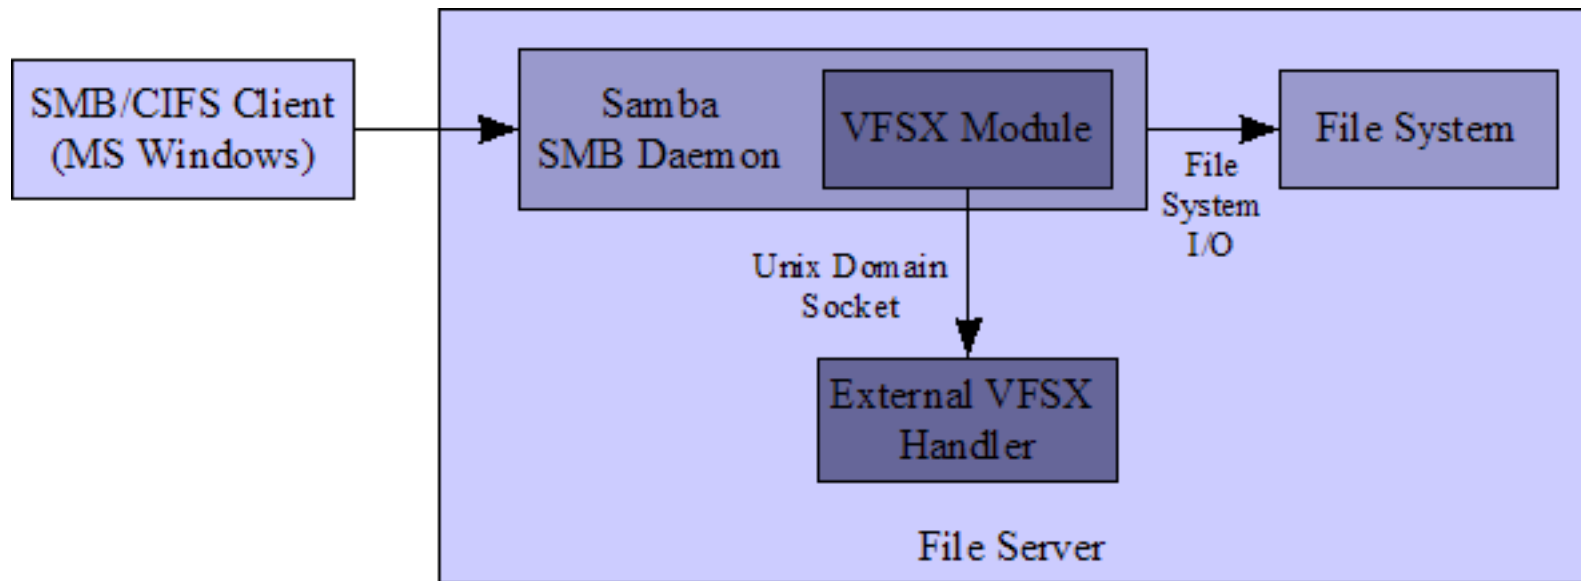 SMB/CIFS Client
(MS Windows)
Samba
SMB Daemon
VFSX Module
File System
File
System
I/O
Unix Domain
Socket
External VFSX
Handler
File Server